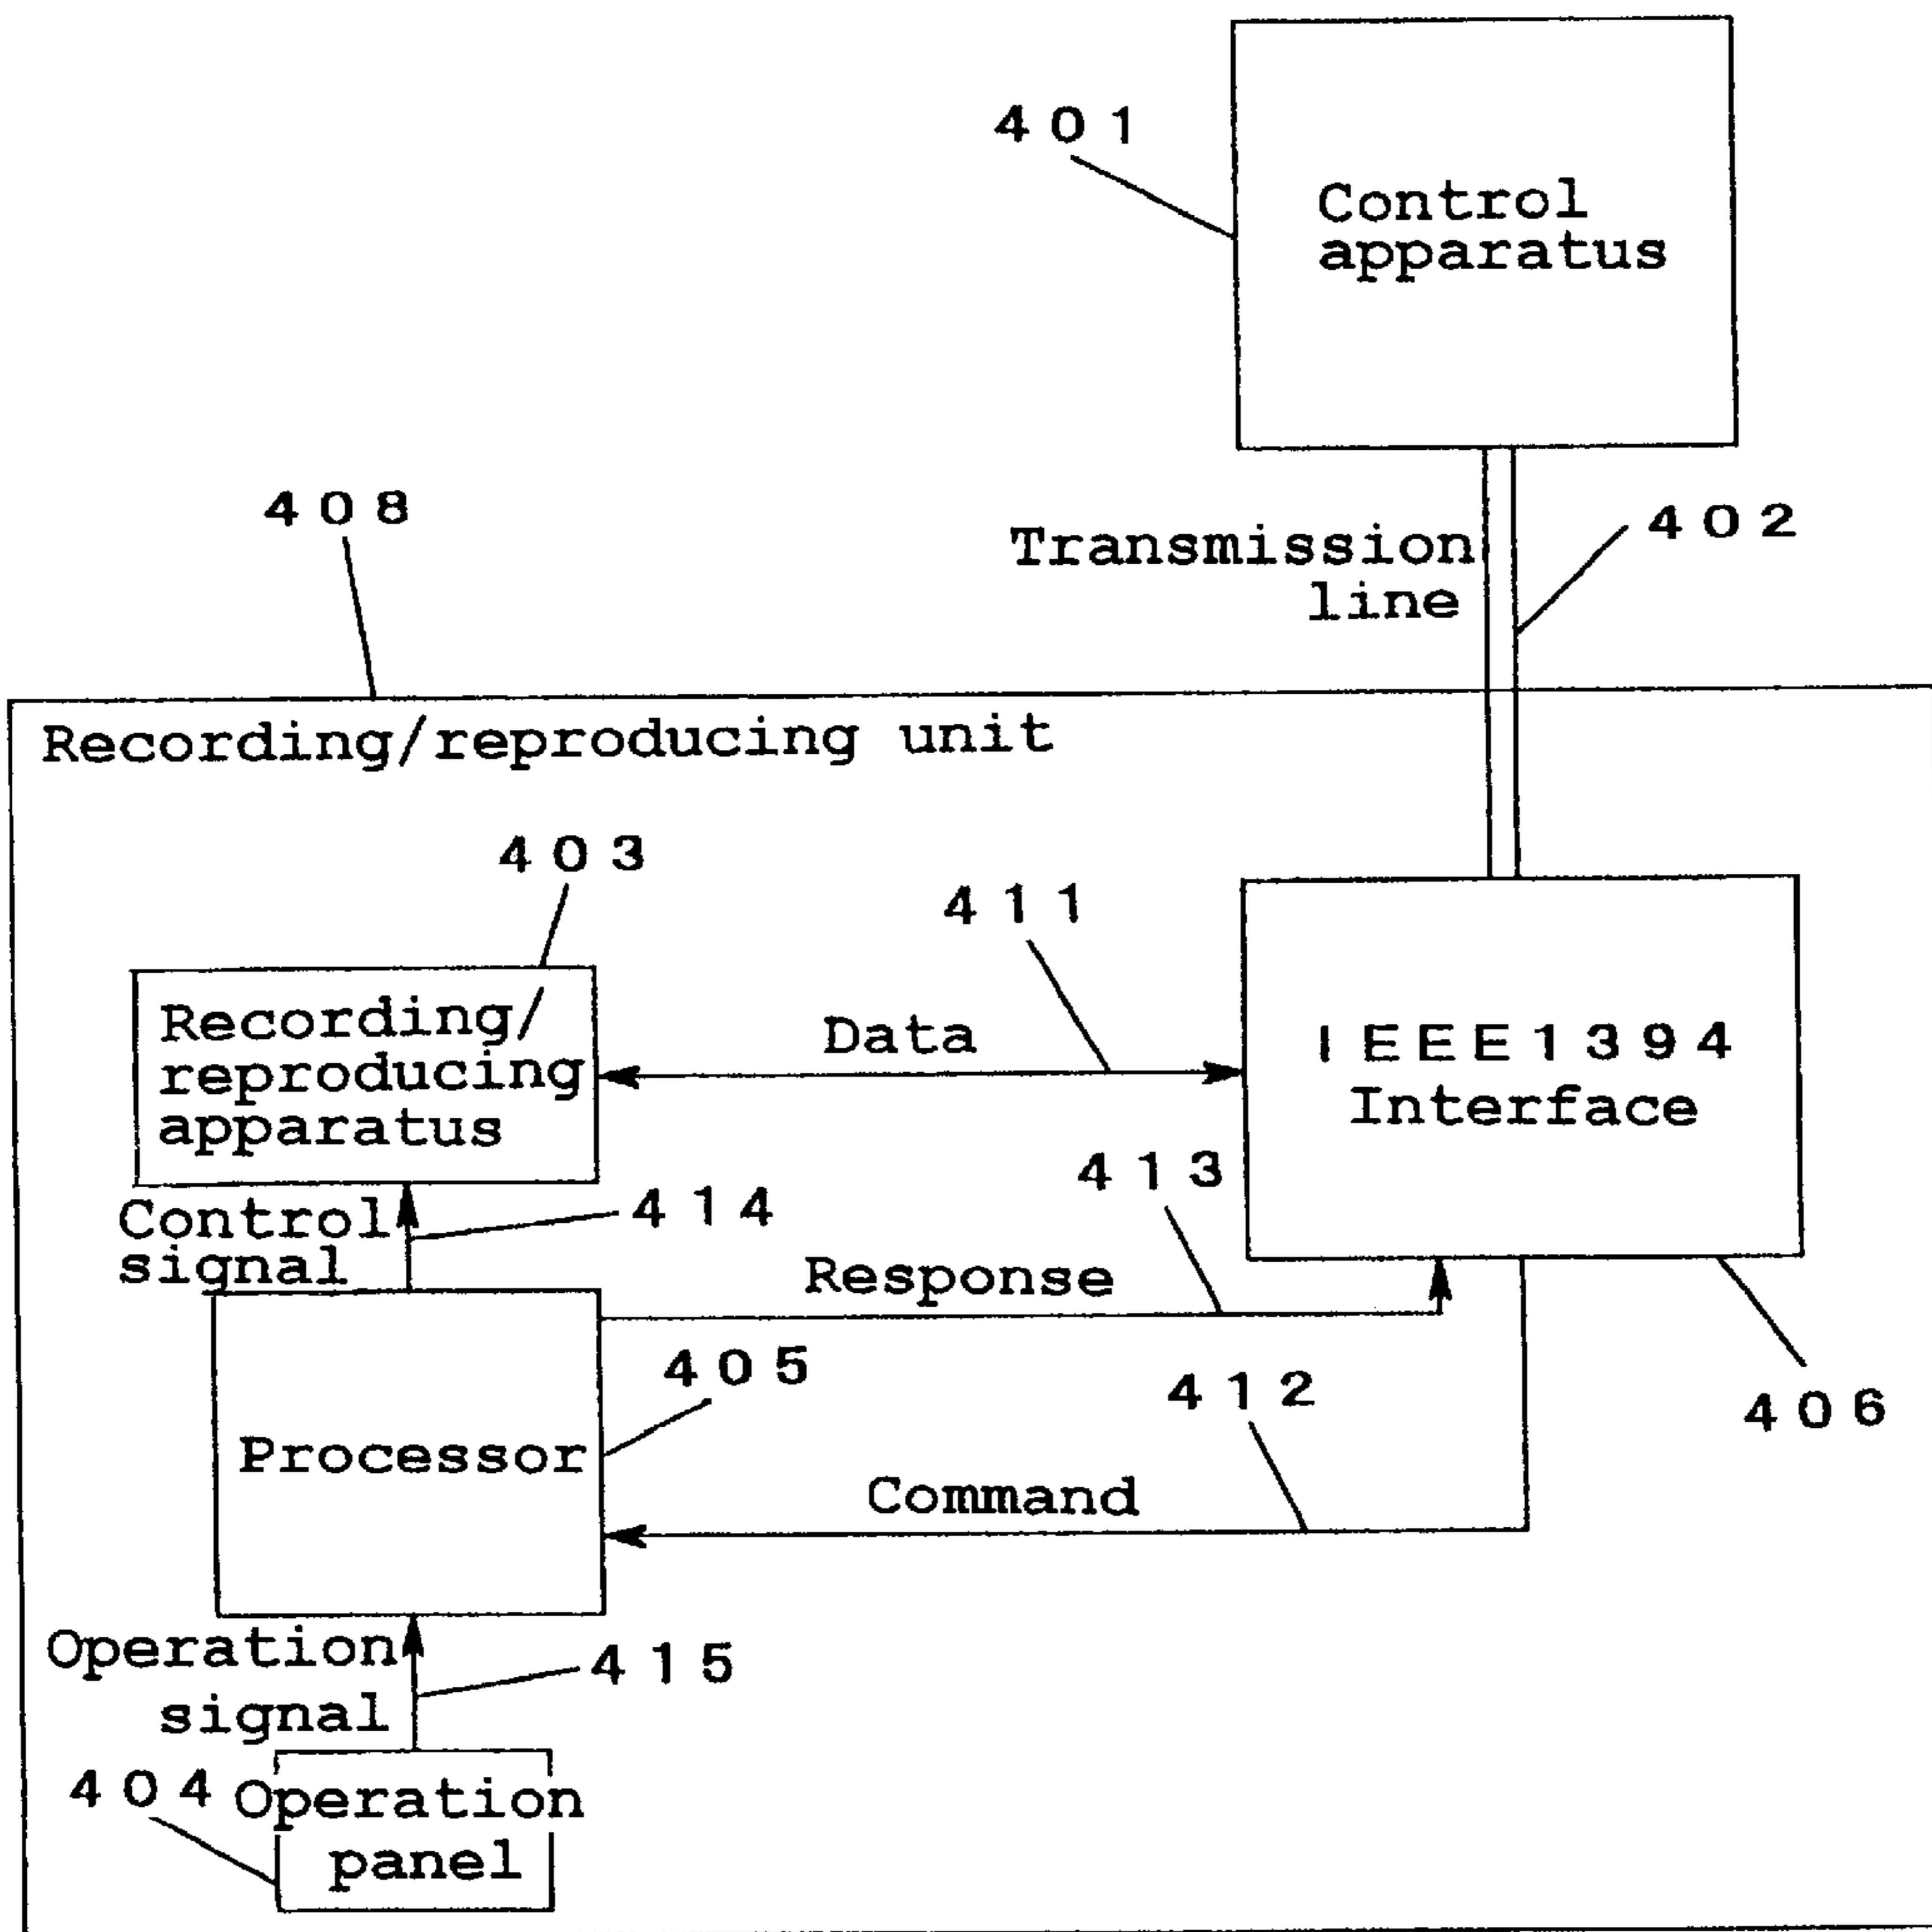 401
Control
apparatus
408
402
Transmission
line
Recording/reproducing unit
403
411
Recording/
reproducing
apparatus
Data
IEEE1394
Interface
413
Control
signal
414
Response
405
412
406
Processor
Command
Operation
signal
415
404
Operation
panel